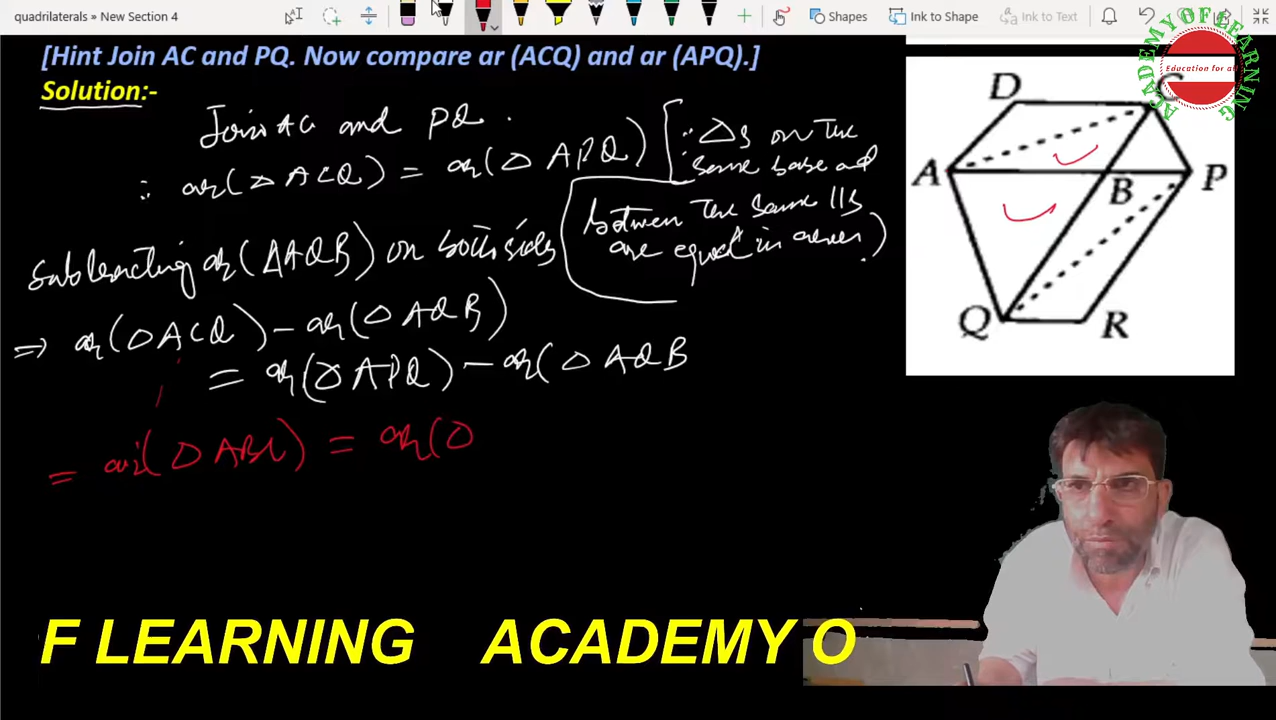 quadrilaterals » New Section 4
Shapes
Ink to Shape
Ink to Text
ACADEMY OF LEARNING
Education for all
[Hint Join AC and PQ. Now compare ar (ACQ) and ar (APQ).]
Solution:-
Join AC and PQ.
∴ ar(△ACQ) = ar(△APQ) [∵ △s on the
same base and
between the same ||s
are equal in areas)
Subtracting ar(△AQB) on both sides
⇒ ar(△ACQ) - ar(△AQB)
= ar(△APQ) - ar(△AQB
= ar(△ABC) = ar(△
D
C
A
B
P
Q
R
F LEARNING ACADEMY O